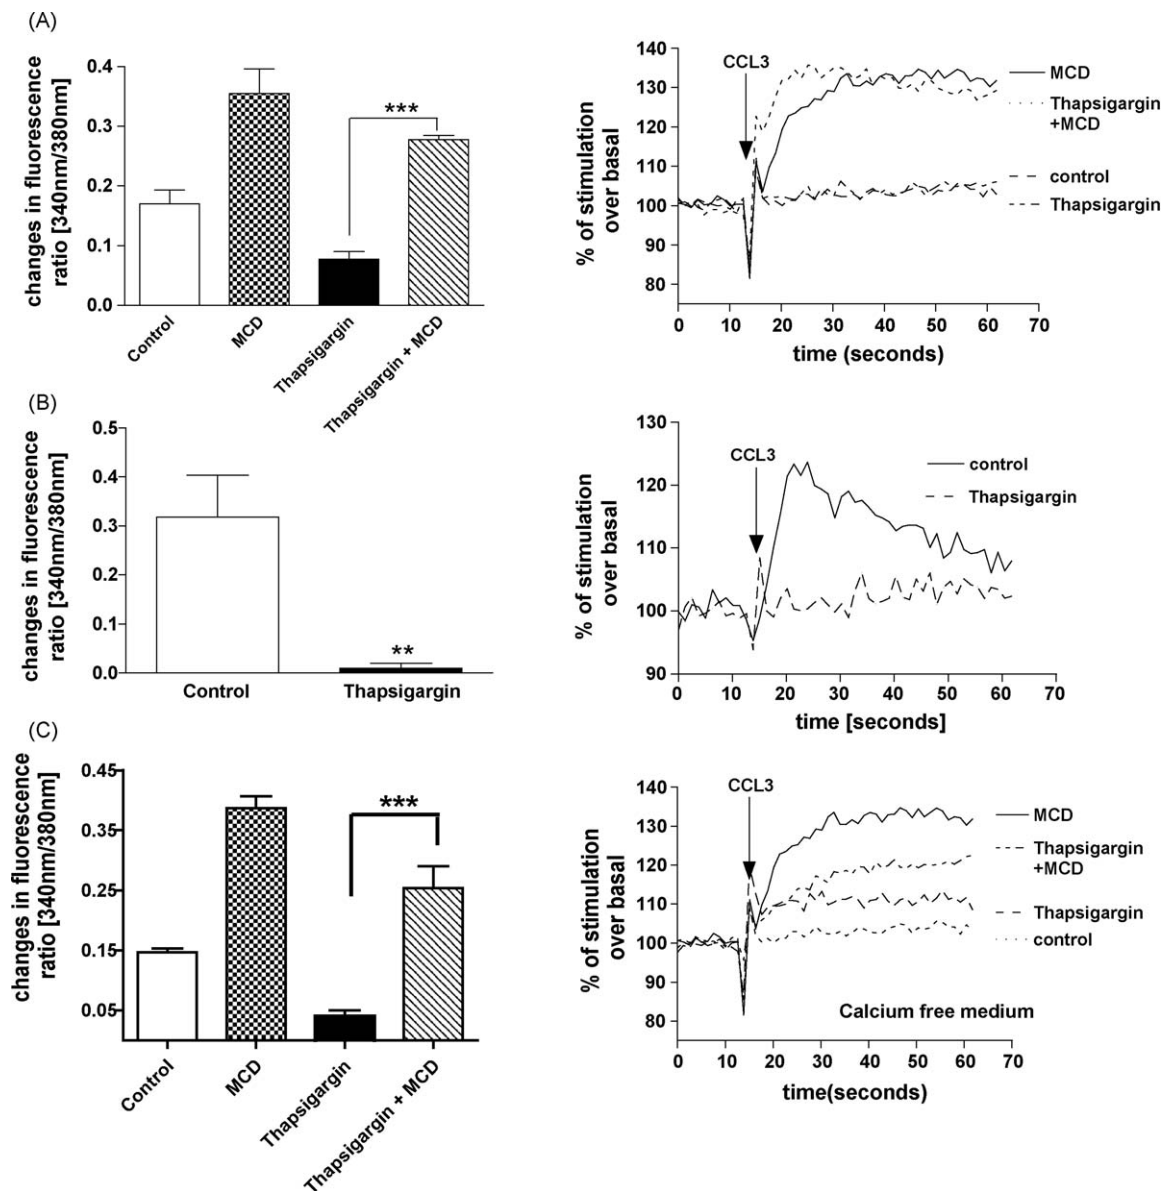 (A)
changes in fluorescence
ratio [340nm/380nm]
0.4
0.3
0.2
0.1
0.0
***
Control
MCD
Thapsigargin
Thapsigargin + MCD
% of stimulation
over basal
140
130
120
110
100
90
80
CCL3
MCD
Thapsigargin
+MCD
control
Thapsigargin
0 10 20 30 40 50 60 70
time (seconds)
(B)
changes in fluorescence
ratio [340nm/380nm]
0.5
0.4
0.3
0.2
0.1
0.0
**
Control
Thapsigargin
% of stimulation
over basal
130
120
110
100
90
CCL3
control
Thapsigargin
0 10 20 30 40 50 60 70
time [seconds]
(C)
changes in fluorescence
ratio [340nm/380nm]
0.45
0.35
0.25
0.15
0.05
***
Control
MCD
Thapsigargin
Thapsigargin + MCD
% of stimulation
over basal
140
130
120
110
100
90
80
CCL3
MCD
Thapsigargin
+MCD
Thapsigargin
control
Calcium free medium
0 10 20 30 40 50 60 70
time(seconds)